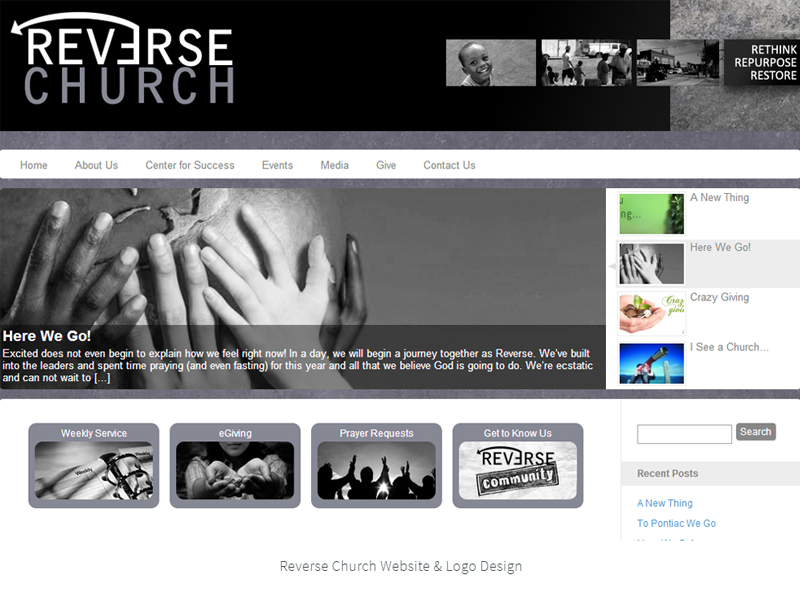 REVERSE
CHURCH
RETHINK
REPURPOSE
RESTORE
Home About Us Center for Success Events Media Give Contact Us
Here We Go!
Excited does not even begin to explain how we feel right now! In a day, we will begin a journey together as Reverse. We've built
into the leaders and spent time praying (and even fasting) for this year and all that we believe God is going to do. We're ecstatic
and can not wait to [...]
A New Thing
Here We Go!
Crazy Giving
I See a Church...
Weekly Service
eGiving
Prayer Requests
Get to Know Us
Weekly
REVERSE
community
Search
Recent Posts
A New Thing
To Pontiac We Go
Reverse Church Website & Logo Design